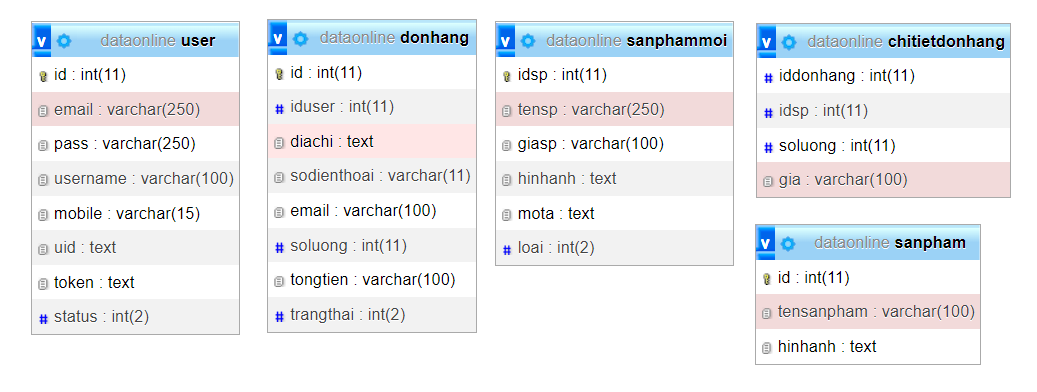 v dataonline user
id : int(11)
email : varchar(250)
pass : varchar(250)
username : varchar(100)
mobile : varchar(15)
uid : text
token : text
# status : int(2)
v dataonline donhang
id : int(11)
# iduser : int(11)
diachi : text
sodienthoai : varchar(11)
email : varchar(100)
# soluong : int(11)
tongtien : varchar(100)
# trangthai : int(2)
v dataonline sanphammoi
idsp : int(11)
tensp : varchar(250)
giasp : varchar(100)
hinhanh : text
mota : text
# loai : int(2)
v dataonline chitietdonhang
# iddonhang : int(11)
# idsp : int(11)
# soluong : int(11)
gia : varchar(100)
v dataonline sanpham
id : int(11)
tensanpham : varchar(100)
hinhanh : text